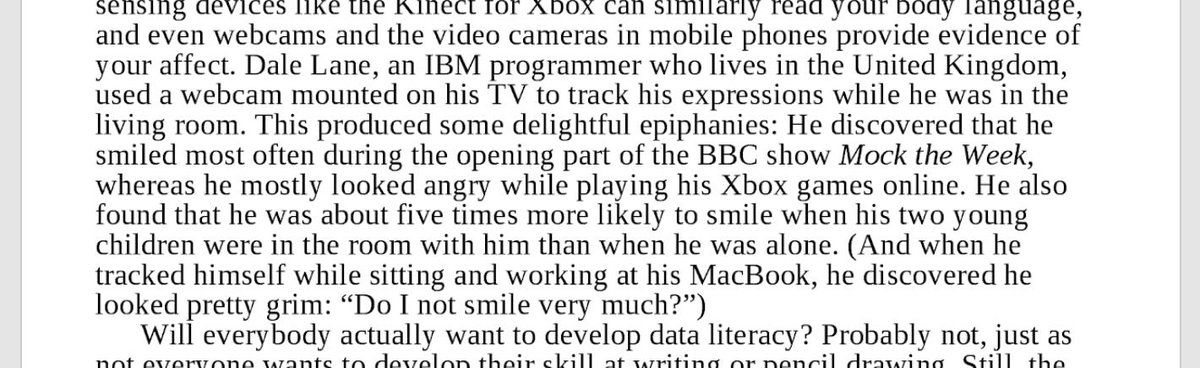 sensing devices like the Kinect for Xbox can similarly read your body language,
and even webcams and the video cameras in mobile phones provide evidence of
your affect. Dale Lane, an IBM programmer who lives in the United Kingdom,
used a webcam mounted on his TV to track his expressions while he was in the
living room. This produced some delightful epiphanies: He discovered that he
smiled most often during the opening part of the BBC show Mock the Week,
whereas he mostly looked angry while playing his Xbox games online. He also
found that he was about five times more likely to smile when his two young
children were in the room with him than when he was alone. (And when he
tracked himself while sitting and working at his MacBook, he discovered he
looked pretty grim: “Do I not smile very much?”)
Will everybody actually want to develop data literacy? Probably not, just as
not everyone wants to develop their skill at writing or pencil drawing. Still, the